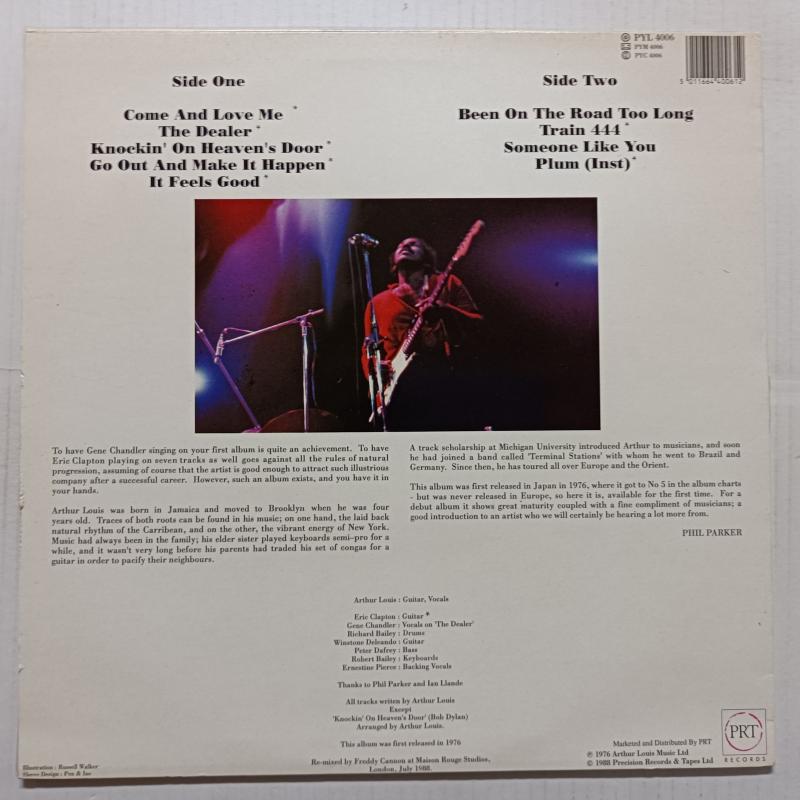 PYL 4006
PYM 4006
PYC 4006
5 011664 400612
Side One
Come And Love Me *
The Dealer *
Knockin' On Heaven's Door *
Go Out And Make It Happen *
It Feels Good *
Side Two
Been On The Road Too Long
Train 444 *
Someone Like You
Plum (Inst) *
To have Gene Chandler singing on your first album is quite an achievement. To have
Eric Clapton playing on seven tracks as well goes against all the rules of natural
progression, assuming of course that the artist is good enough to attract such illustrious
company after a successful career. However, such an album exists, and you have it in
your hands.
Arthur Louis was born in Jamaica and moved to Brooklyn when he was four
years old. Traces of both roots can be found in his music; on one hand, the laid back
natural rhythm of the Carribean, and on the other, the vibrant energy of New York.
Music had always been in the family; his elder sister played keyboards semi-pro for a
while, and it wasn't very long before his parents had traded his set of congas for a
guitar in order to pacify their neighbours.
A track scholarship at Michigan University introduced Arthur to musicians, and soon
he had joined a band called 'Terminal Stations' with whom he went to Brazil and
Germany. Since then, he has toured all over Europe and the Orient.
This album was first released in Japan in 1976, where it got to No 5 in the album charts
- but was never released in Europe, so here it is, available for the first time. For a
debut album it shows great maturity coupled with a fine compliment of musicians; a
good introduction to an artist who we will certainly be hearing a lot more from.
PHIL PARKER
Arthur Louis : Guitar, Vocals
Eric Clapton : Guitar *
Gene Chandler : Vocals on 'The Dealer'
Richard Bailey : Drums
Winstone Deleando : Guitar
Peter Dafrey : Bass
Robert Bailey : Keyboards
Ernestine Pierce : Backing Vocals
Thanks to Phil Parker and Ian Llande
All tracks writen by Arthur Louis
Except
'Knockin' On Heaven's Door' (Bob Dylan)
Arranged by Arthur Louis.
This album was first released in 1976
Re-mixed by Freddy Cannon at Maison Rouge Studios,
London, July 1988.
Illustration : Russell Walker
Sleeve Design : Pen & Inc
Marketed and Distributed By PRT
℗ 1976 Arthur Louis Music Ltd
© 1988 Precision Records & Tapes Ltd
PRT
RECORDS